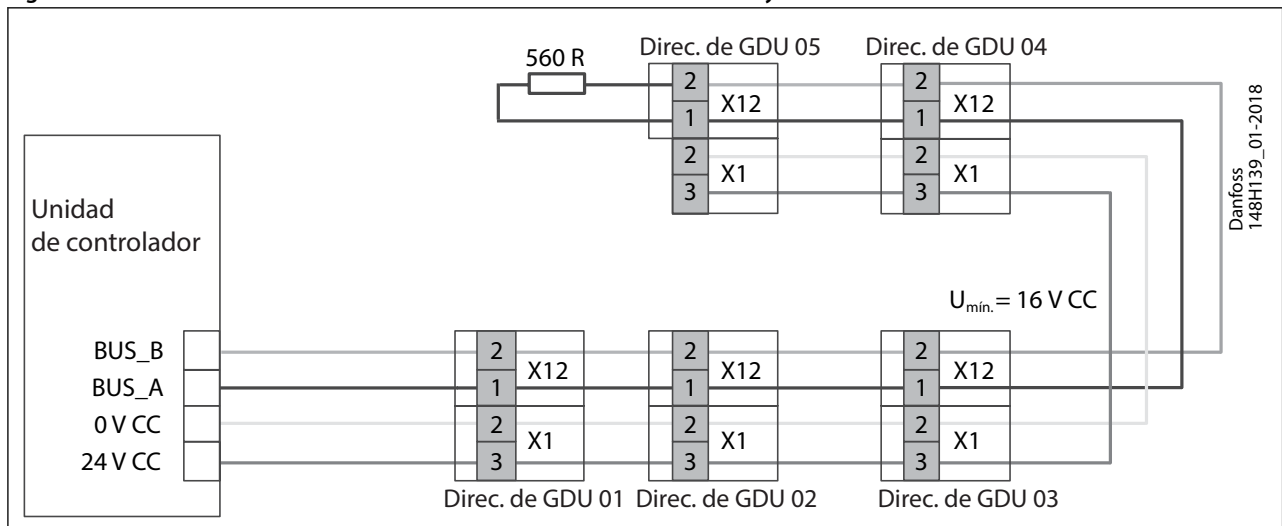 Direc. de GDU 05
Direc. de GDU 04
560 R
2
1
X12
2
3
X1
2
1
X12
2
3
X1
Danfoss
148H139_01-2018
Unidad
de controlador
Umín. = 16 V CC
BUS_B
BUS_A
0 V CC
24 V CC
2
1
X12
2
3
X1
2
1
X12
2
3
X1
2
1
X12
2
3
X1
Direc. de GDU 01
Direc. de GDU 02
Direc. de GDU 03